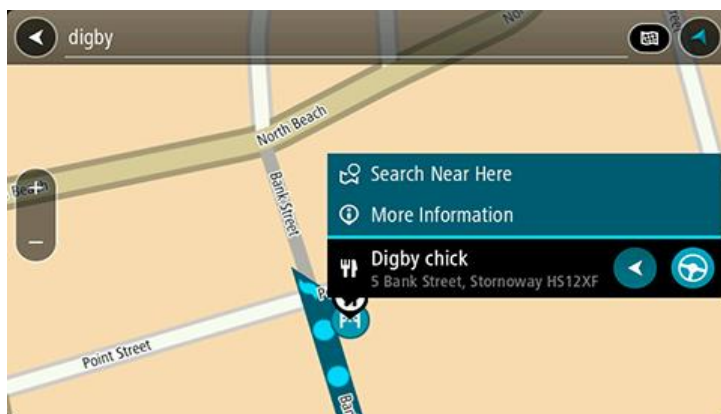 digby
North Beach
Bank Street
Search Near Here
More Information
Digby chick
5 Bank Street, Stornoway HS12XF
Point Street